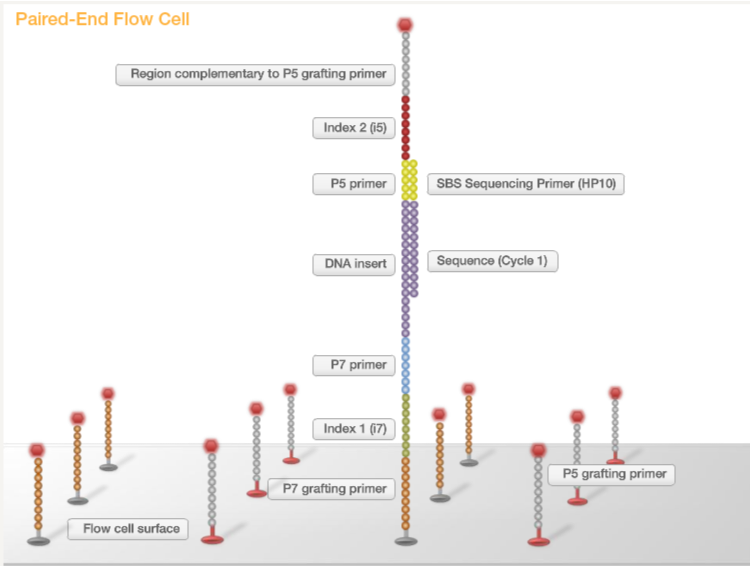 Paired-End Flow Cell
Region complementary to P5 grafting primer
Index 2 (i5)
P5 primer
SBS Sequencing Primer (HP10)
DNA insert
Sequence (Cycle 1)
P7 primer
Index 1 (i7)
P5 grafting primer
P7 grafting primer
Flow cell surface